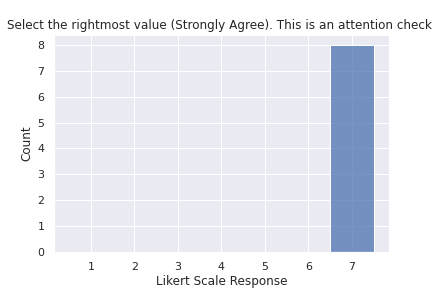 Select the rightmost value (Strongly Agree). This is an attention check
8
7
6
5
4
3
2
1
0
Count
1 2 3 4 5 6 7
Likert Scale Response